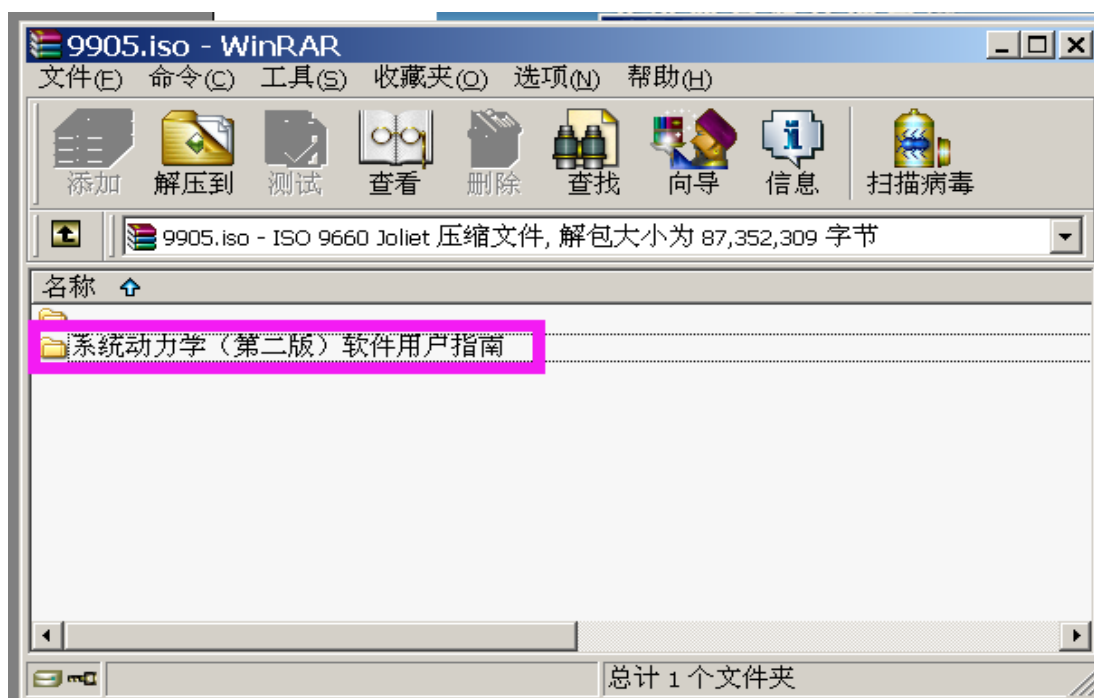 9905.iso - WinRAR
文件(F) 命令(C) 工具(S) 收藏夹(O) 选项(N) 帮助(H)
添加 解压到 测试 查看 删除 查找 向导 信息 扫描病毒
9905.iso - ISO 9660 Joliet 压缩文件, 解包大小为 87,352,309 字节
名称
系统动力学（第二版）软件用户指南
总计 1 个文件夹